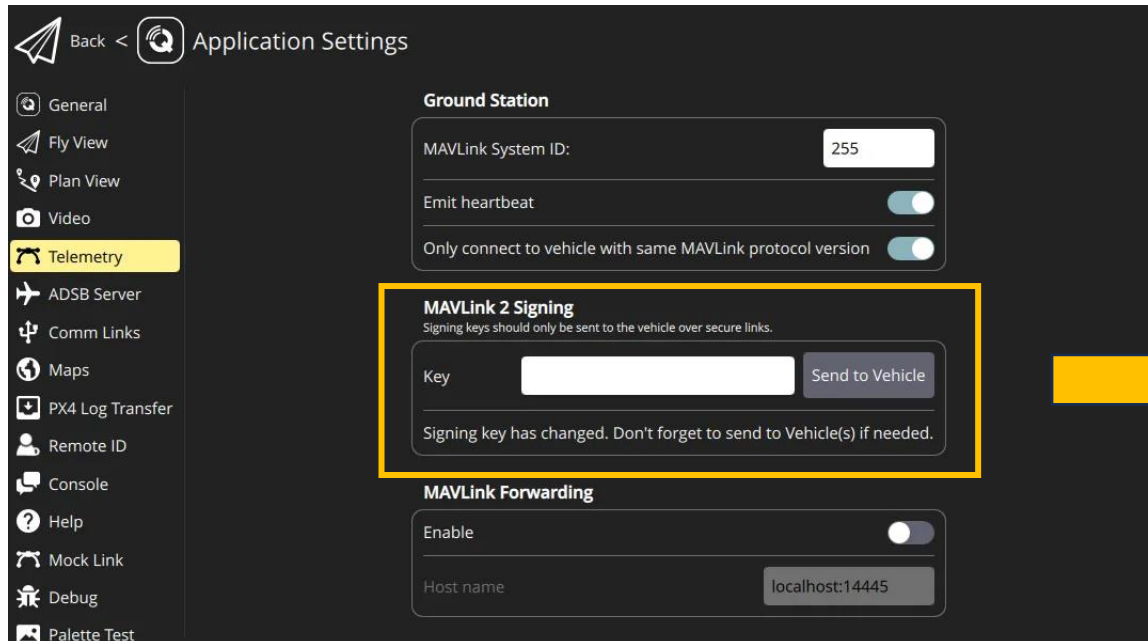 Back < Application Settings
General
Fly View
Plan View
Video
Telemetry
ADSB Server
Comm Links
Maps
PX4 Log Transfer
Remote ID
Console
Help
Mock Link
Debug
Palette Test
Ground Station
MAVLink System ID: 255
Emit heartbeat
Only connect to vehicle with same MAVLink protocol version
MAVLink 2 Signing
Signing keys should only be sent to the vehicle over secure links.
Key Send to Vehicle
Signing key has changed. Don't forget to send to Vehicle(s) if needed.
MAVLink Forwarding
Enable
Host name localhost:14445